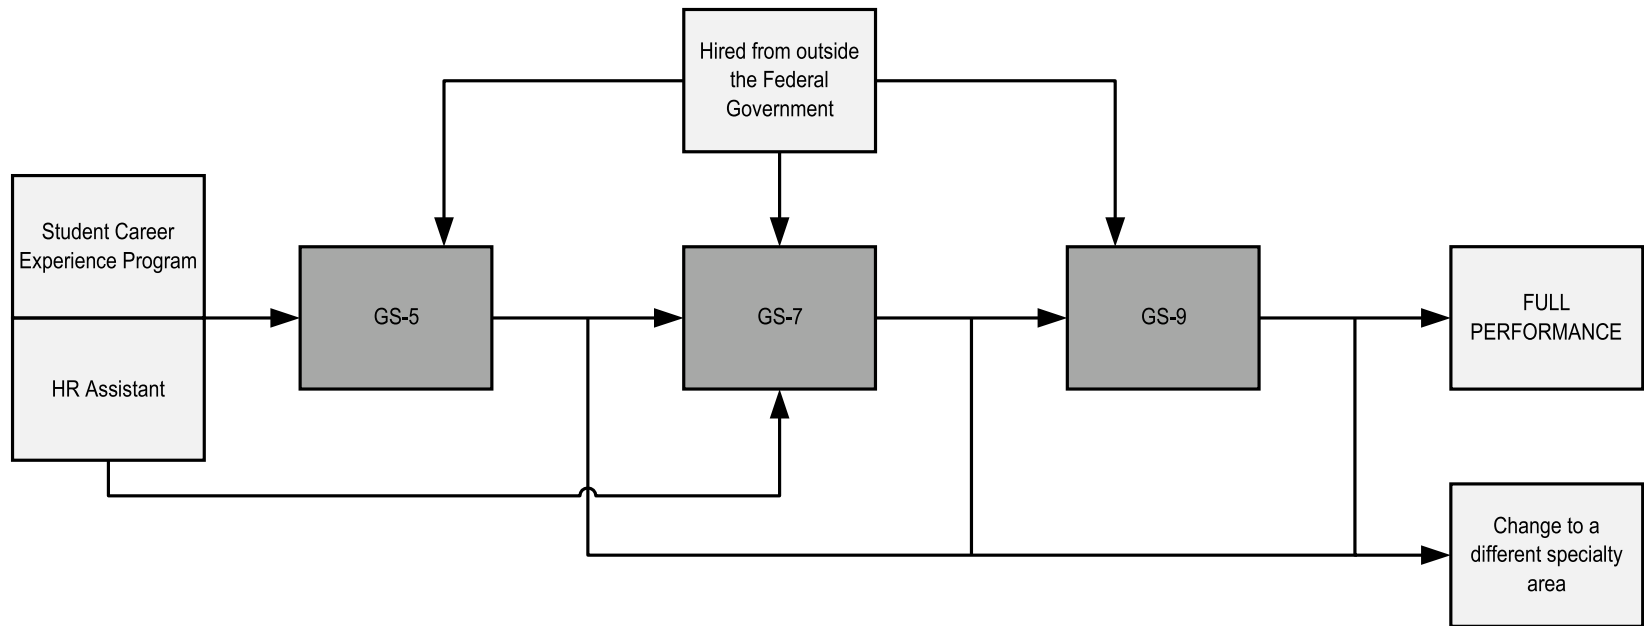 Hired from outside
the Federal
Government
Student Career
Experience Program
HR Assistant
GS-5
GS-7
GS-9
FULL
PERFORMANCE
Change to a
different specialty
area